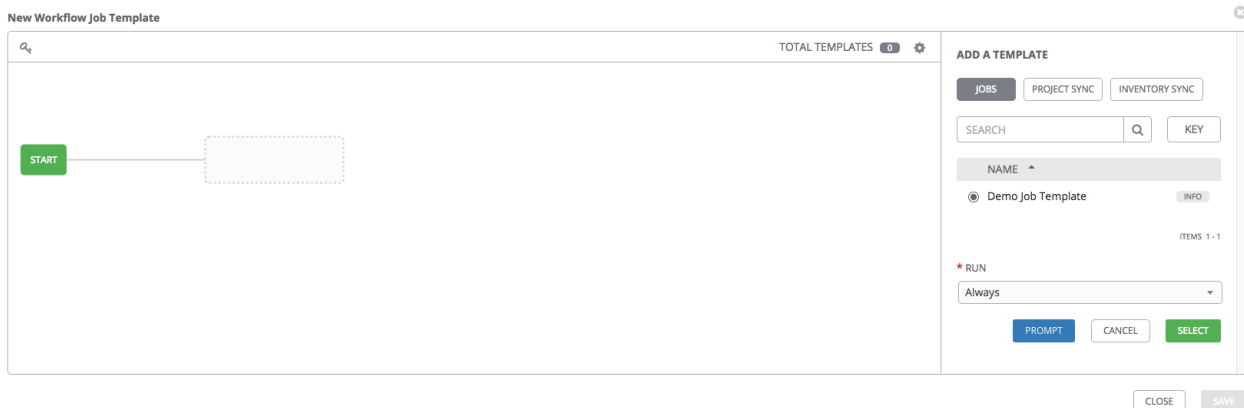 New Workflow Job Template
TOTAL TEMPLATES 0
START
ADD A TEMPLATE
JOBS PROJECT SYNC INVENTORY SYNC
SEARCH KEY
NAME
Demo Job Template INFO
ITEMS 1 - 1
* RUN
Always
PROMPT CANCEL SELECT
CLOSE SAVE